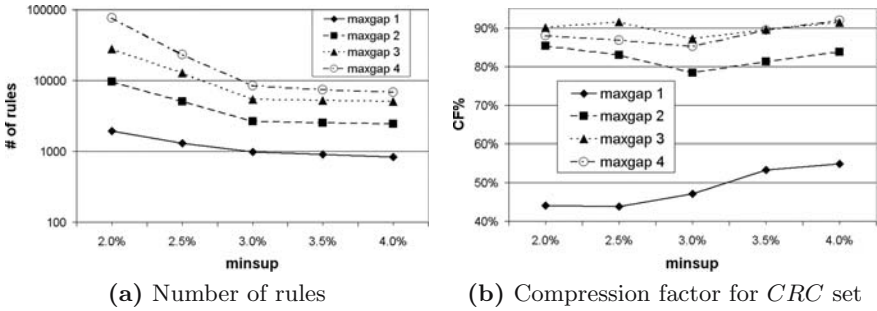 100000
10000
1000
100
# of rules
maxgap 1
maxgap 2
maxgap 3
maxgap 4
2.0% 2.5% 3.0% 3.5% 4.0%
minsup
(a) Number of rules
90%
80%
70%
60%
50%
40%
CF%
maxgap 1
maxgap 2
maxgap 3
maxgap 4
2.0% 2.5% 3.0% 3.5% 4.0%
minsup
(b) Compression factor for CRC set